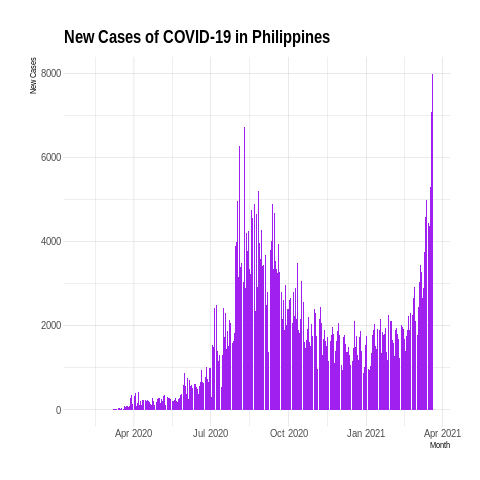 New Cases of COVID-19 in Philippines
New Cases
8000
6000
4000
2000
0
Apr 2020 Jul 2020 Oct 2020 Jan 2021 Apr 2021
Month